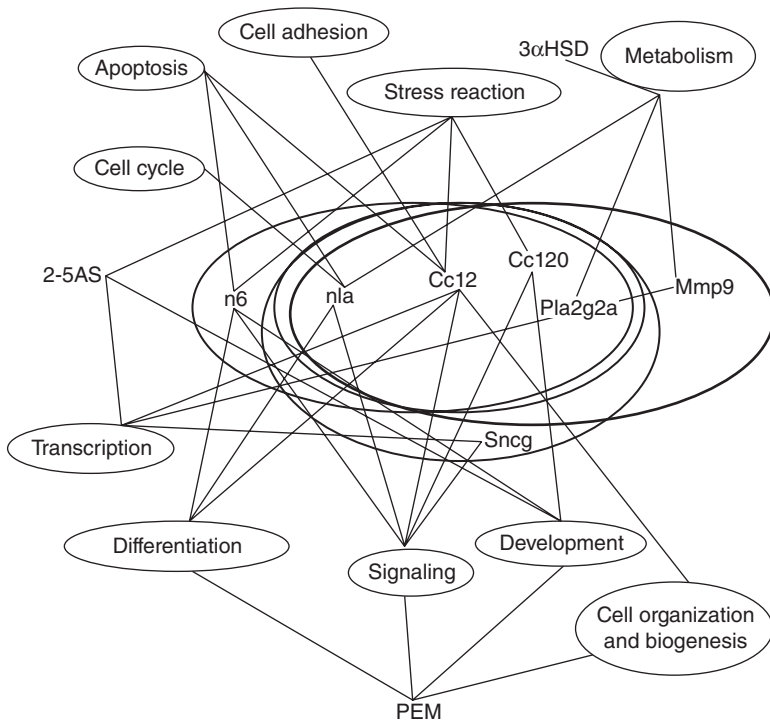 Cell adhesion
3αHSD
Metabolism
Apoptosis
Stress reaction
Cell cycle
2-5AS
n6
nla
Cc12
Cc120
Pla2g2a
Mmp9
Transcription
Sncg
Differentiation
Signaling
Development
Cell organization
and biogenesis
PEM